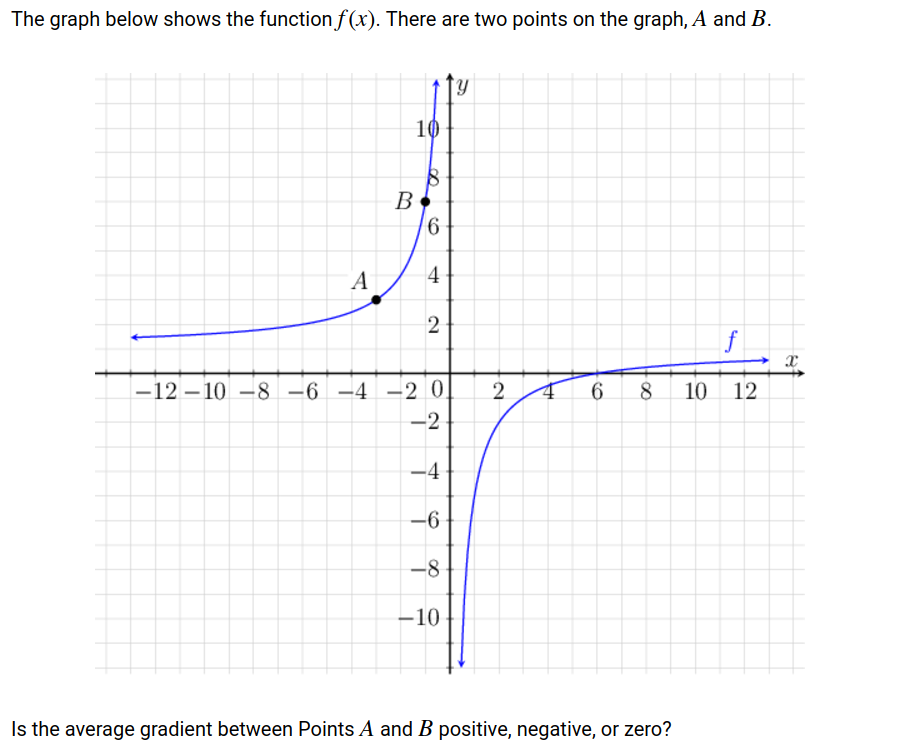 The graph below shows the function f(x). There are two points on the graph, A and B.
y
10
8
B
6
A
4
2
f
x
−12 −10 −8 −6 −4 −2 0 2 4 6 8 10 12
−2
−4
−6
−8
−10
Is the average gradient between Points A and B positive, negative, or zero?